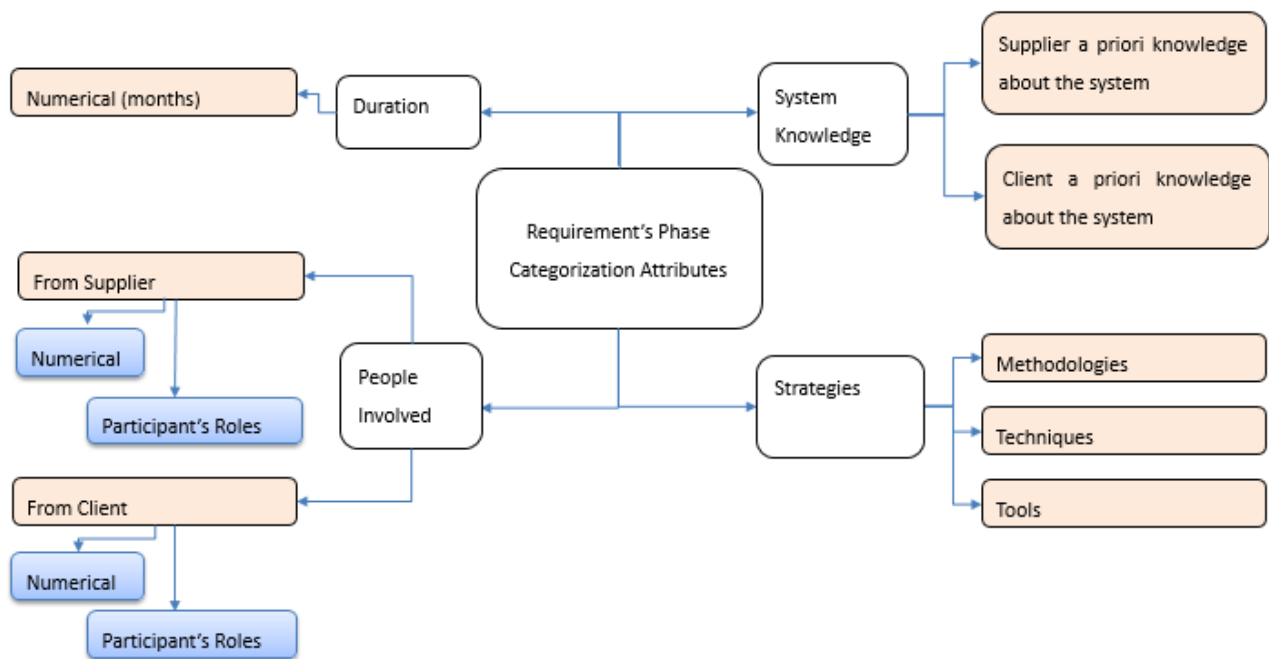 Supplier a priori knowledge
about the system
Numerical (months)
Duration
System
Knowledge
Client a priori knowledge
about the system
Requirement's Phase
Categorization Attributes
From Supplier
Numerical
Participant's Roles
People
Involved
Strategies
Methodologies
Techniques
Tools
From Client
Numerical
Participant's Roles